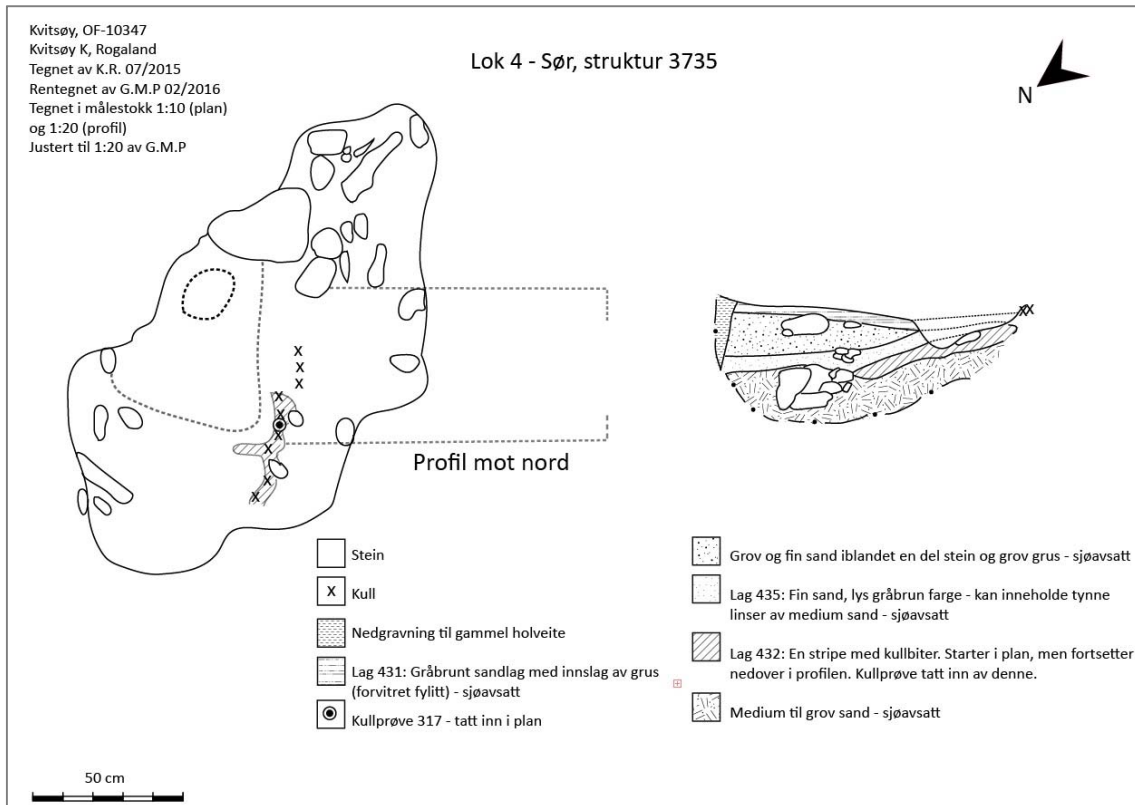 Kvitsøy, OF-10347
Kvitsøy K, Rogaland
Tegnet av K.R. 07/2015
Rentegnet av G.M.P 02/2016
Tegnet i målestokk 1:10 (plan)
og 1:20 (profil)
Justert til 1:20 av G.M.P
Lok 4 - Sør, struktur 3735
N
X
X
X
X
X
X
X
X
X
XX
Profil mot nord
Stein
X Kull
Nedgravning til gammel holveite
Lag 431: Gråbrunt sandlag med innslag av grus
(forvitret fylitt) - sjøavsatt
Kullprøve 317 - tatt inn i plan
Grov og fin sand iblandet en del stein og grov grus - sjøavsatt
Lag 435: Fin sand, lys gråbrun farge - kan inneholde tynne
linser av medium sand - sjøavsatt
Lag 432: En stripe med kullbiter. Starter i plan, men fortsetter
nedover i profilen. Kullprøve tatt inn av denne.
Medium til grov sand - sjøavsatt
50 cm